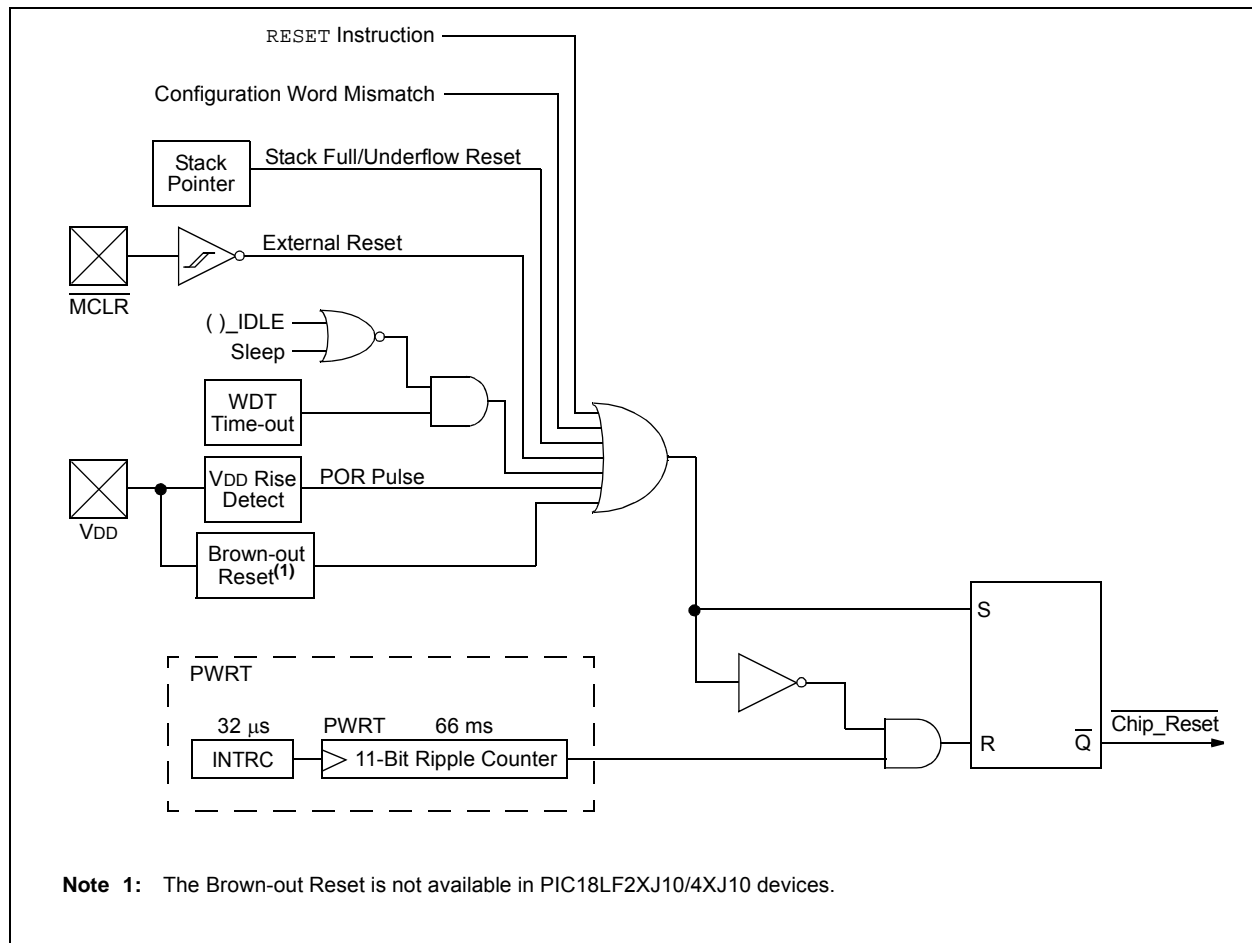 RESET Instruction
Configuration Word Mismatch
Stack
Pointer
Stack Full/Underflow Reset
External Reset
MCLR
( )_IDLE
Sleep
WDT
Time-out
VDD Rise
Detect
POR Pulse
VDD
Brown-out
Reset(1)
S
PWRT
32 μs
PWRT
66 ms
INTRC
11-Bit Ripple Counter
R
Q
Chip_Reset
Note 1: The Brown-out Reset is not available in PIC18LF2XJ10/4XJ10 devices.